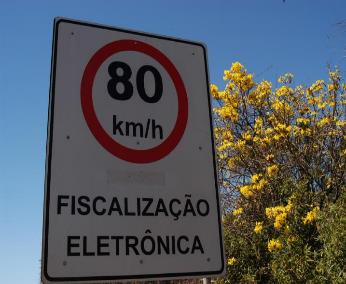 80
km/h
FISCALIZAÇÃO
ELETRÔNICA